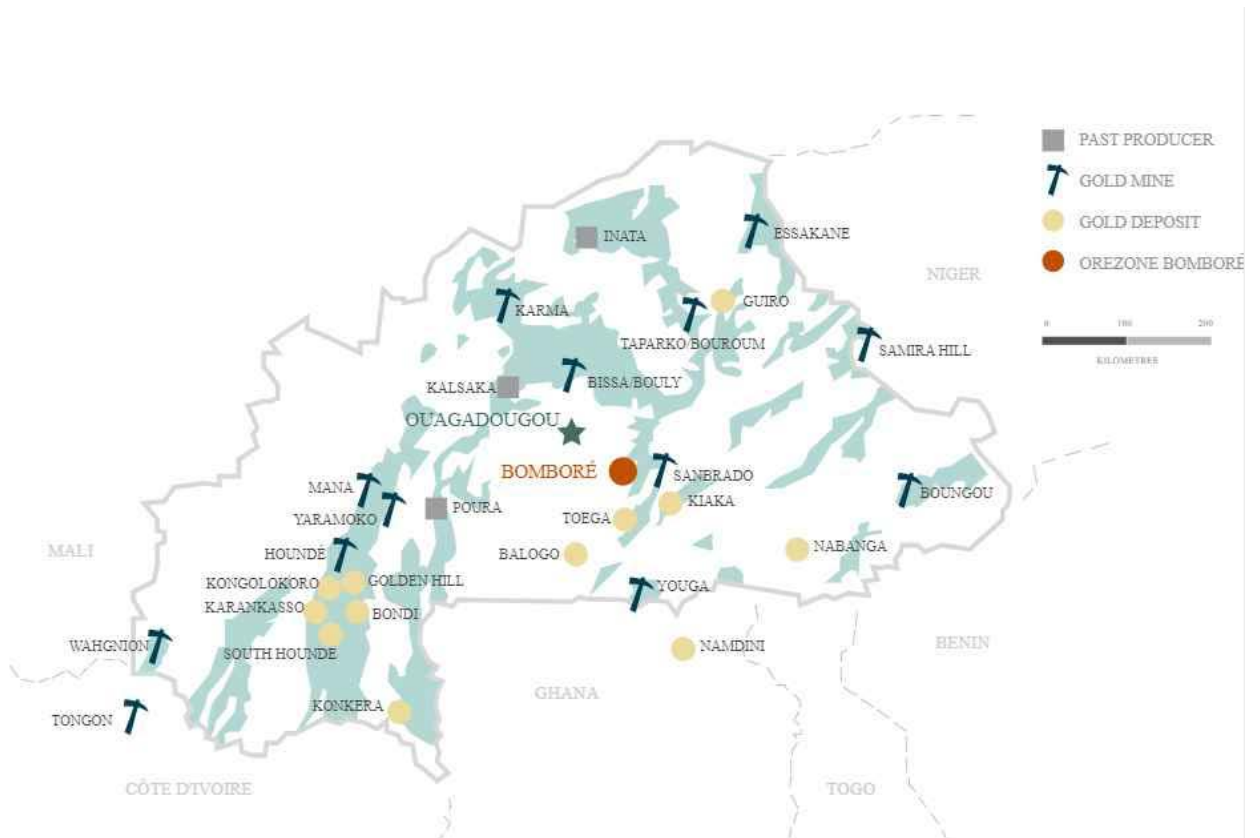 PAST PRODUCER
GOLD MINE
GOLD DEPOSIT
OREZONE BOMBORÉ
0 100 200
KILOMETRES
INATA
ESSAKANE
NIGER
KARMA
GUIRO
TAPARKO/BOUROUM
SAMIRA HILL
KALSAKA
BISSA/BOULY
OUAGADOUGOU
BOMBORÉ
SANBRADO
MANA
KIAKA
BOUNGOU
YARAMOKO
POURA
TOEGA
MALI
HOUNDÉ
BALOGO
NABANGA
KONGOLOKORO
GOLDEN HILL
KARANKASSO
BONDI
YOUGA
WAHGNION
SOUTH HOUNDE
NAMDINI
BENIN
GHANA
KONKERA
TONGON
CÔTE D'IVOIRE
TOGO